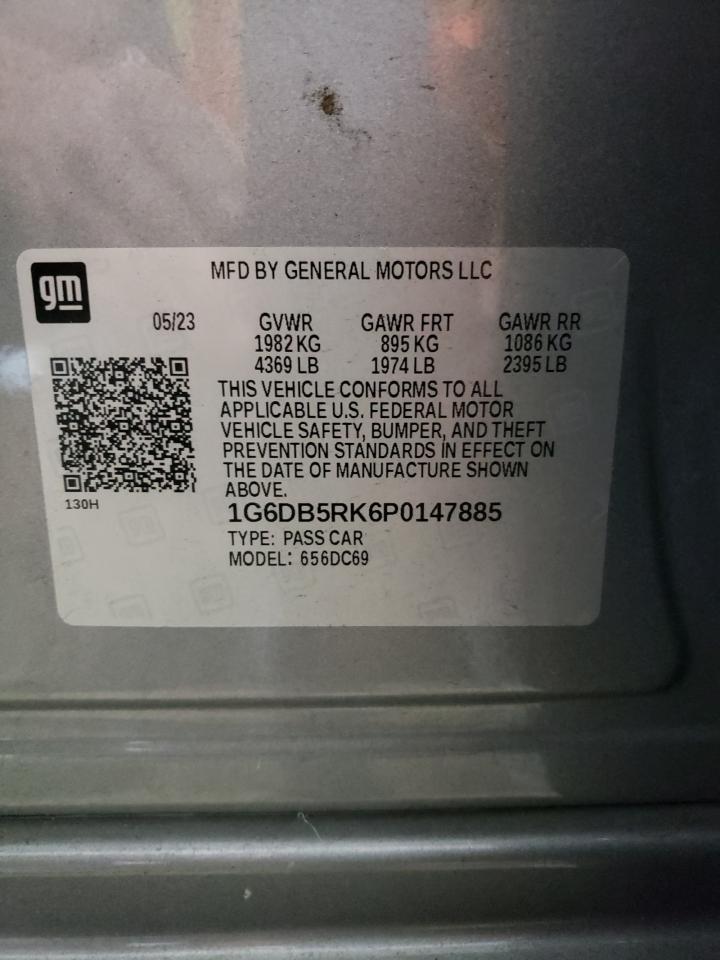 gm
MFD BY GENERAL MOTORS LLC
05/23 GVWR GAWR FRT GAWR RR
1982 KG 895 KG 1086 KG
4369 LB 1974 LB 2395 LB
THIS VEHICLE CONFORMS TO ALL
APPLICABLE U.S. FEDERAL MOTOR
VEHICLE SAFETY, BUMPER, AND THEFT
PREVENTION STANDARDS IN EFFECT ON
THE DATE OF MANUFACTURE SHOWN
ABOVE.
130H
1G6DB5RK6P0147885
TYPE: PASS CAR
MODEL: 656DC69